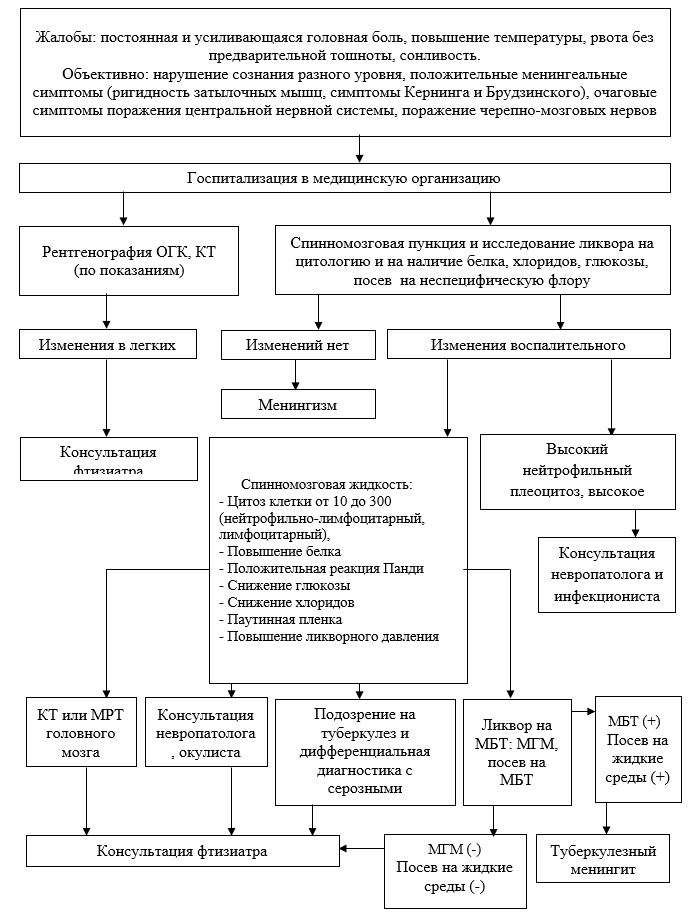 Жалобы: постоянная и усиливающаяся головная боль, повышение температуры, рвота без
предварительной тошноты, сонливость.
Объективно: нарушение сознания разного уровня, положительные менингеальные
симптомы (ригидность затылочных мышц, симптомы Кернинга и Брудзинского), очаговые
симптомы поражения центральной нервной системы, поражение черепно-мозговых нервов
Госпитализация в медицинскую организацию
Рентгенография ОГК, КТ
(по показаниям)
Спинномозговая пункция и исследование ликвора на
цитологию и на наличие белка, хлоридов, глюкозы,
посев на неспецифическую флору
Изменения в легких
Изменений нет
Изменения воспалительного
Менингизм
Консультация
фтизиатра
Спинномозговая жидкость:
- Цитоз клетки от 10 до 300
(нейтрофильно-лимфоцитарный,
лимфоцитарный),
- Повышение белка
- Положительная реакция Панди
- Снижение глюкозы
- Снижение хлоридов
- Паутинная пленка
- Повышение ликворного давления
Высокий
нейтрофильный
плеоцитоз, высокое
Консультация
невропатолога и
инфекциониста
КТ или МРТ
головного
мозга
Консультация
невропатолога
, окулиста
Подозрение на
туберкулез и
дифференциальная
диагностика с
серозными
Ликвор на
МБТ: МГМ,
посев на
МБТ
МБТ (+)
Посев на
жидкие
среды (+)
Консультация фтизиатра
МГМ (-)
Посев на жидкие
среды (-)
Туберкулезный
менингит